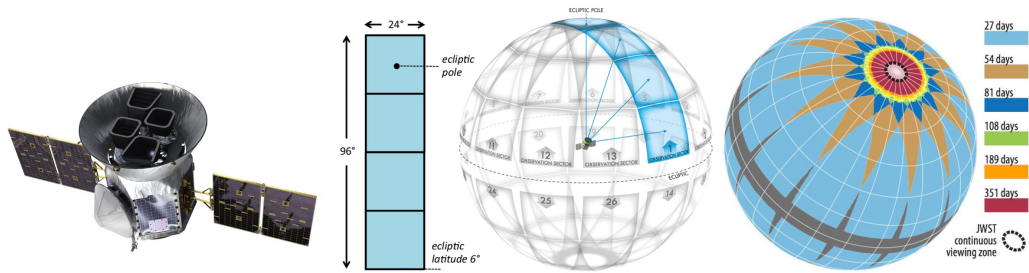 24°
96°
ecliptic
pole
ecliptic
latitude 6°
ECLIPTIC POLE
OBSERVATION SECTOR
OBSERVATION SECTOR
OBSERVATION SECTOR
11
12
13
1
20
ECLIPTIC
24
25
26
14
27 days
54 days
81 days
108 days
189 days
351 days
JWST
continuous
viewing zone